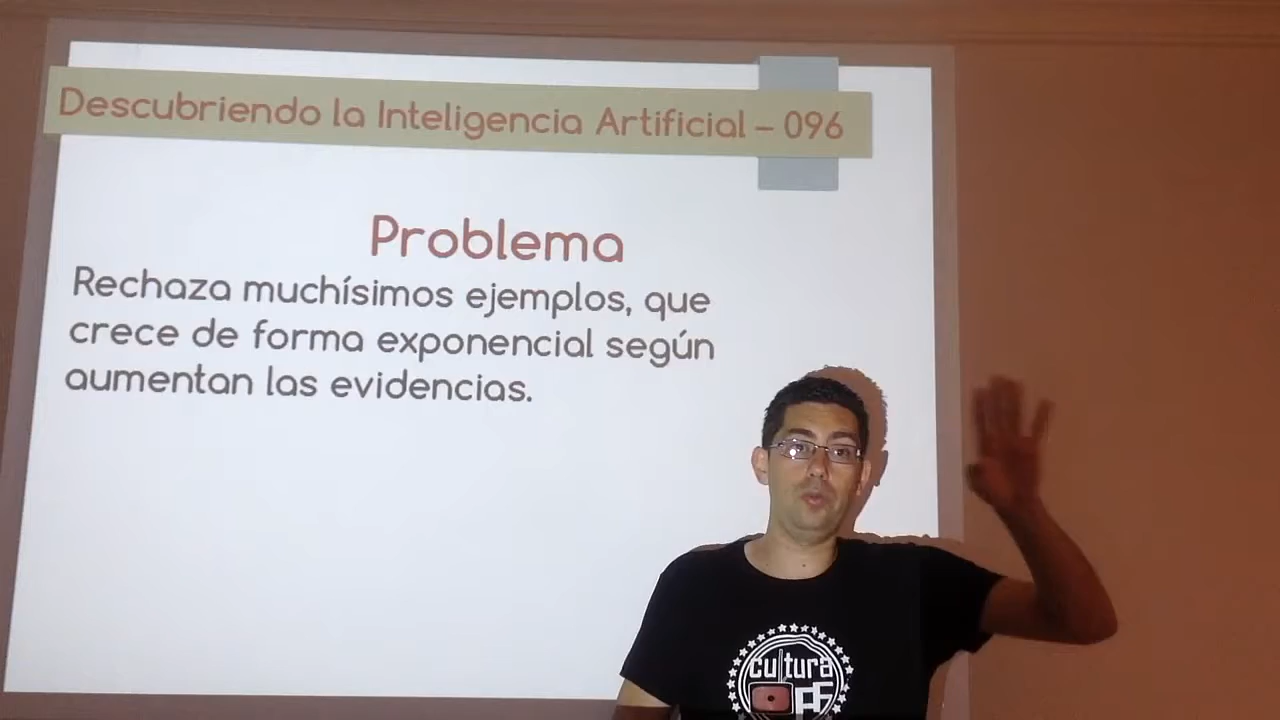 Descubriendo la Inteligencia Artificial – 096
Problema
Rechaza muchísimos ejemplos, que
crece de forma exponencial según
aumentan las evidencias.
cultura